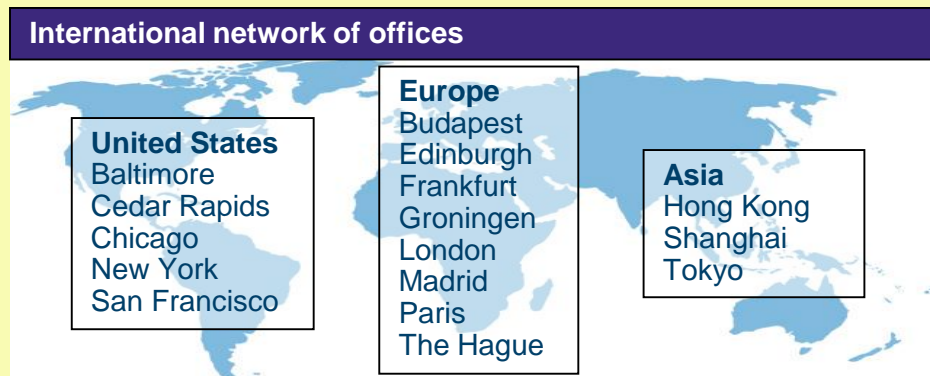 International network of offices
United States
Baltimore
Cedar Rapids
Chicago
New York
San Francisco
Europe
Budapest
Edinburgh
Frankfurt
Groningen
London
Madrid
Paris
The Hague
Asia
Hong Kong
Shanghai
Tokyo